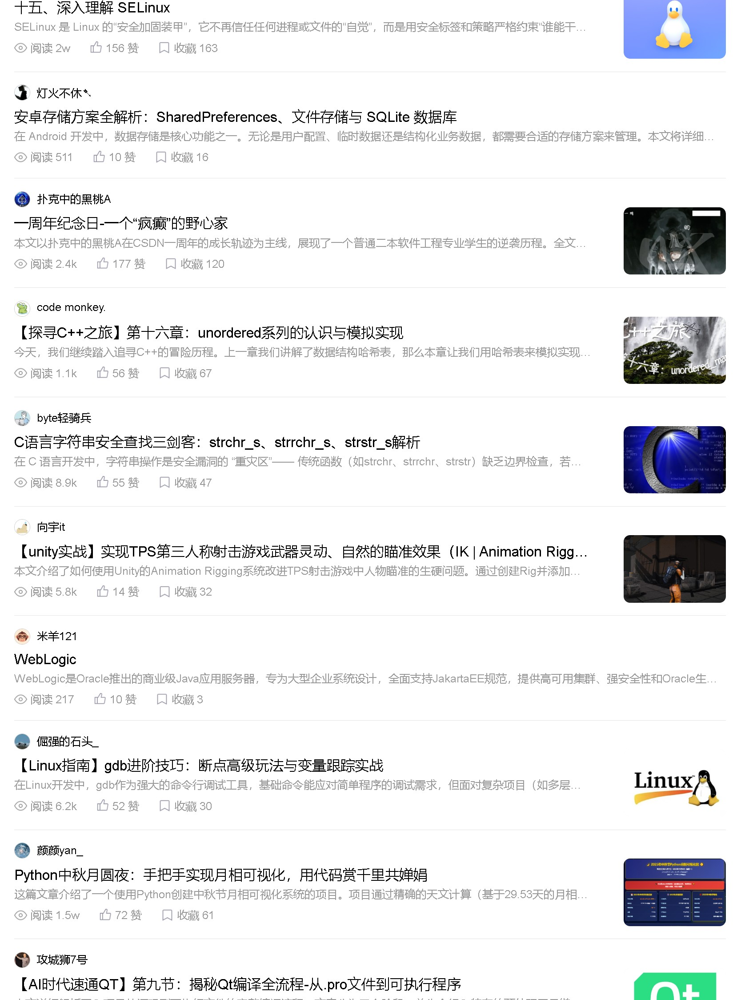 十五、深入理解 SELinux
SELinux 是 Linux 的“安全加固装甲”，它不再信任任何进程或文件的“自觉”，而是用安全标签和策略严格约束“谁能干…
阅读 2w 156 赞 收藏 163
灯火不休
安卓存储方案全解析：SharedPreferences、文件存储与 SQLite 数据库
在 Android 开发中，数据存储是核心功能之一。无论是用户配置、临时数据还是结构化业务数据，都需要合适的存储方案来管理。本文将详细…
阅读 511 10 赞 收藏 16
扑克中的黑桃A
一周年纪念日-一个“疯癫”的野心家
本文以扑克中的黑桃A在CSDN一周年的成长轨迹为主线，展现了一个普通二本软件工程专业学生的逆袭历程。全文…
阅读 2.4k 177 赞 收藏 120
code monkey.
【探寻C++之旅】第十六章：unordered系列的认识与模拟实现
今天，我们继续踏入追寻C++的冒险历程。上一章我们讲解了数据结构哈希表，那么本章让我们用哈希表来模拟实现…
阅读 1.1k 56 赞 收藏 67
C++之旅
十六章：unordered_ma
byte轻骑兵
C语言字符串安全查找三剑客：strchr_s、strrchr_s、strstr_s解析
在 C 语言开发中，字符串操作是安全漏洞的 “重灾区”—— 传统函数（如strchr、strrchr、strstr）缺乏边界检查，若…
阅读 8.9k 55 赞 收藏 47
向宇it
【unity实战】实现TPS第三人称射击游戏武器灵动、自然的瞄准效果（IK | Animation Rigg…
本文介绍了如何使用Unity的Animation Rigging系统改进TPS射击游戏中人物瞄准的生硬问题。通过创建Rig并添加…
阅读 5.8k 14 赞 收藏 32
米羊121
WebLogic
WebLogic是Oracle推出的商业级Java应用服务器，专为大型企业系统设计，全面支持JakartaEE规范，提供高可用集群、强安全性和Oracle生…
阅读 217 10 赞 收藏 3
倔强的石头_
【Linux指南】gdb进阶技巧：断点高级玩法与变量跟踪实战
在Linux开发中，gdb作为强大的命令行调试工具，基础命令能应对简单程序的调试需求，但面对复杂项目（如多层…
阅读 6.2k 52 赞 收藏 30
Linux
颜颜yan_
Python中秋月圆夜：手把手实现月相可视化，用代码赏千里共婵娟
这篇文章介绍了一个使用Python创建中秋节月相可视化系统的项目。项目通过精确的天文计算（基于29.53天的月相…
阅读 1.5w 72 赞 收藏 61
2025年中秋节Python月相可视化器
攻城狮7号
【AI时代速通QT】第九节：揭秘Qt编译全流程-从.pro文件到可执行程序
Qt